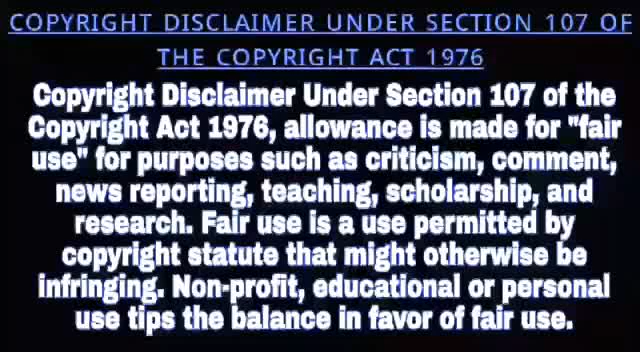 COPYRIGHT DISCLAIMER UNDER SECTION 107 OF
THE COPYRIGHT ACT 1976
Copyright Disclaimer Under Section 107 of the
Copyright Act 1976, allowance is made for "fair
use" for purposes such as criticism, comment,
news reporting, teaching, scholarship, and
research. Fair use is a use permitted by
copyright statute that might otherwise be
infringing. Non-profit, educational or personal
use tips the balance in favor of fair use.